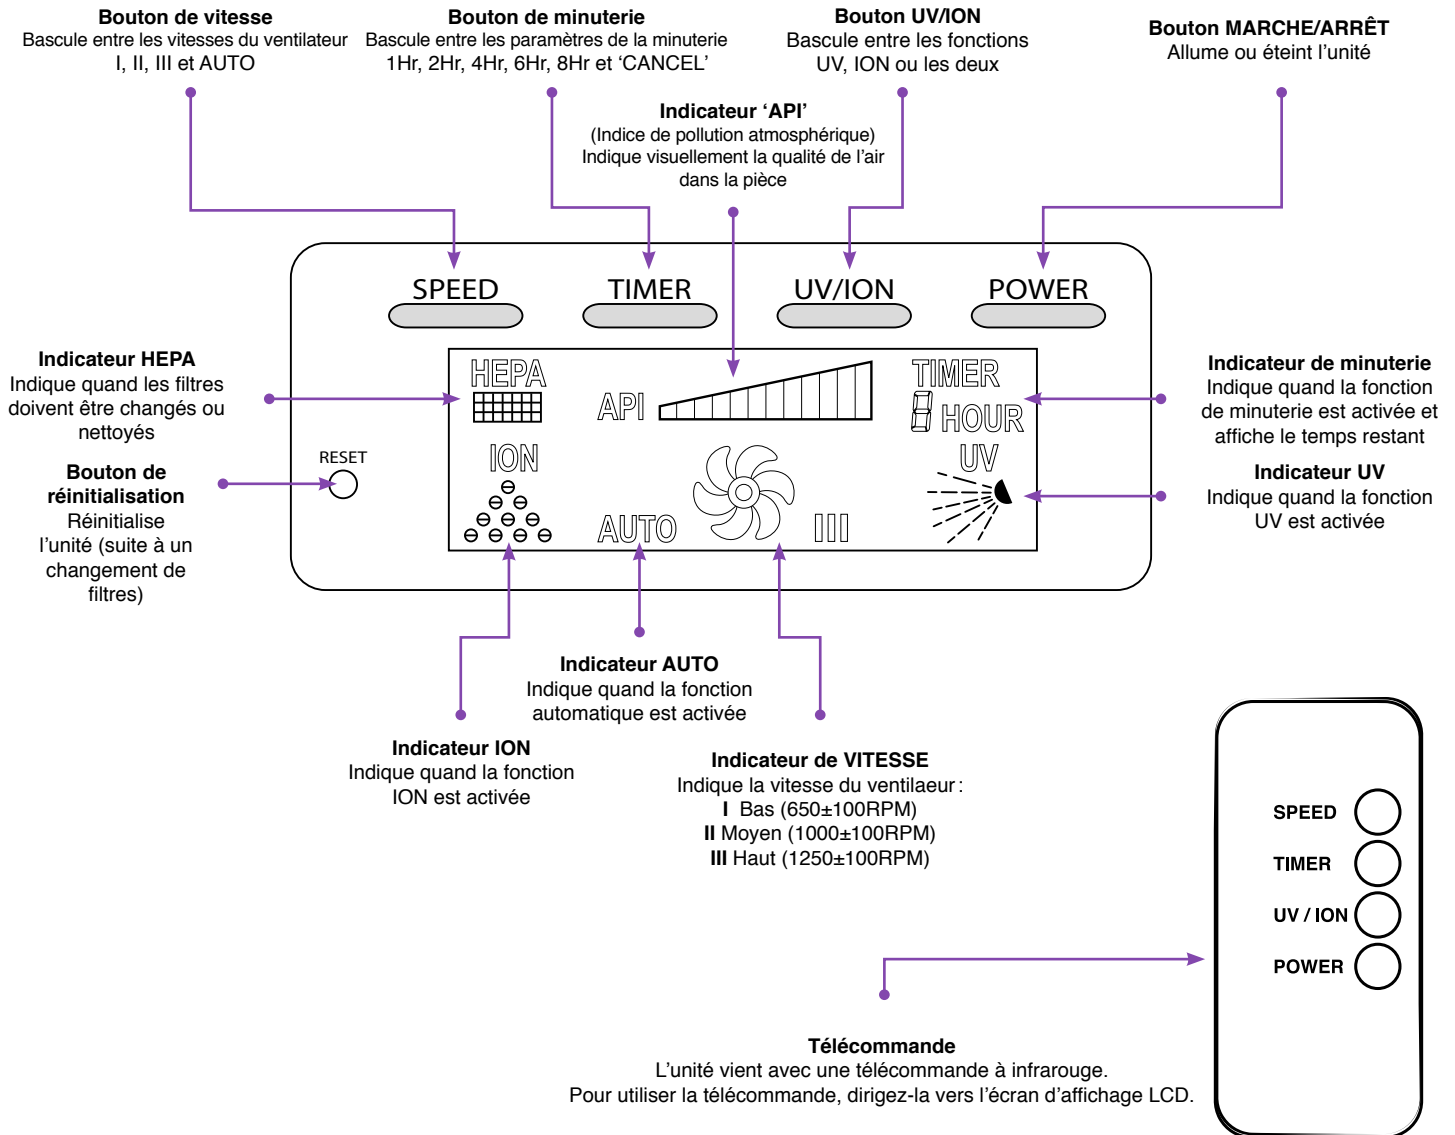 Bouton de vitesse
Bascule entre les vitesses du ventilateur
I, II, III et AUTO
Bouton de minuterie
Bascule entre les paramètres de la minuterie
1Hr, 2Hr, 4Hr, 6Hr, 8Hr et ‘CANCEL’
Bouton UV/ION
Bascule entre les fonctions
UV, ION ou les deux
Bouton MARCHE/ARRÊT
Allume ou éteint l’unité
Indicateur ‘API’
(Indice de pollution atmosphérique)
Indique visuellement la qualité de l’air
dans la pièce
SPEED
TIMER
UV/ION
POWER
Indicateur HEPA
Indique quand les filtres
doivent être changés ou
nettoyés
Bouton de
réinitialisation
Réinitialise
l’unité (suite à un
changement de
filtres)
RESET
HEPA
API
TIMER
8 HOUR
ION
UV
AUTO
III
Indicateur de minuterie
Indique quand la fonction
de minuterie est activée et
affiche le temps restant
Indicateur UV
Indique quand la fonction
UV est activée
Indicateur AUTO
Indique quand la fonction
automatique est activée
Indicateur ION
Indique quand la fonction
ION est activée
Indicateur de VITESSE
Indique la vitesse du ventilaeur :
I Bas (650±100RPM)
II Moyen (1000±100RPM)
III Haut (1250±100RPM)
SPEED
TIMER
UV / ION
POWER
Télécommande
L’unité vient avec une télécommande à infrarouge.
Pour utiliser la télécommande, dirigez-la vers l’écran d’affichage LCD.